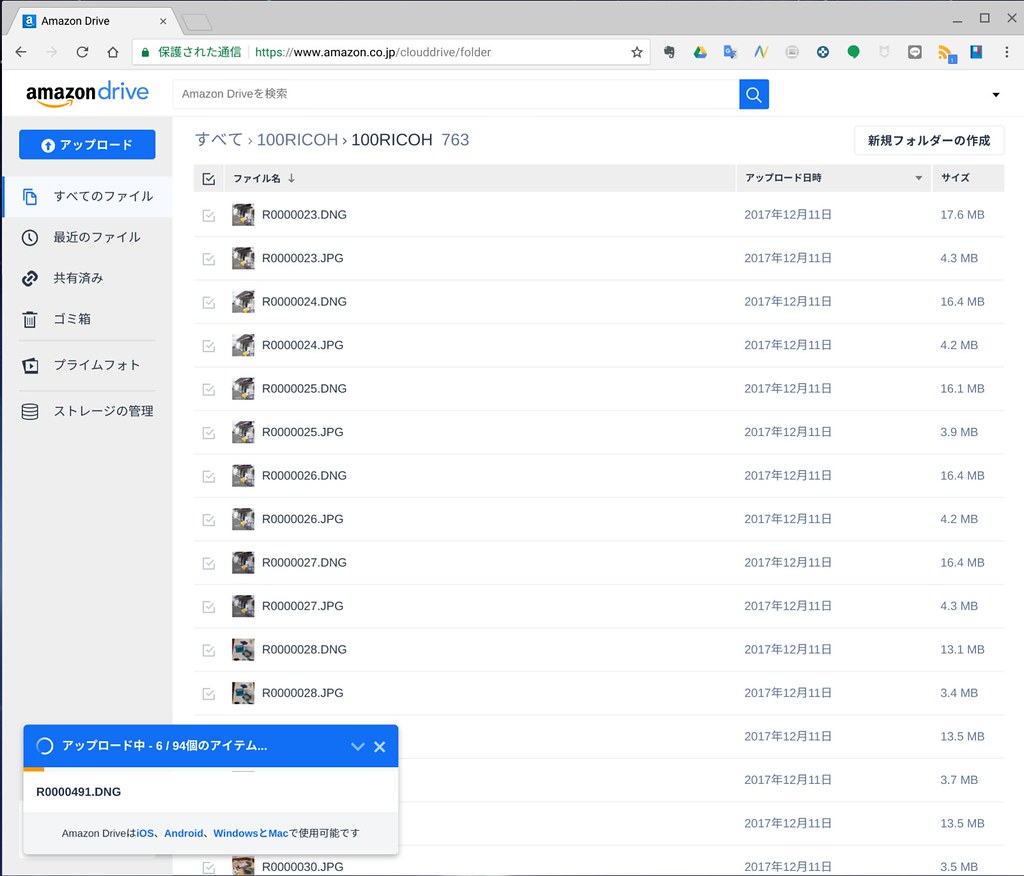 Amazon Drive
保護された通信 https://www.amazon.co.jp/clouddrive/folder
amazon drive
Amazon Driveを検索
アップロード
すべてのファイル
最近のファイル
共有済み
ゴミ箱
プライムフォト
ストレージの管理
すべて › 100RICOH › 100RICOH 763
新規フォルダーの作成
ファイル名 ↓ アップロード日時 サイズ
R0000023.DNG 2017年12月11日 17.6 MB
R0000023.JPG 2017年12月11日 4.3 MB
R0000024.DNG 2017年12月11日 16.4 MB
R0000024.JPG 2017年12月11日 4.2 MB
R0000025.DNG 2017年12月11日 16.1 MB
R0000025.JPG 2017年12月11日 3.9 MB
R0000026.DNG 2017年12月11日 16.4 MB
R0000026.JPG 2017年12月11日 4.2 MB
R0000027.DNG 2017年12月11日 16.4 MB
R0000027.JPG 2017年12月11日 4.3 MB
R0000028.DNG 2017年12月11日 13.1 MB
R0000028.JPG 2017年12月11日 3.4 MB
2017年12月11日 13.5 MB
2017年12月11日 3.7 MB
2017年12月11日 13.5 MB
R0000030.JPG 2017年12月11日 3.5 MB
アップロード中 - 6 / 94個のアイテム...
R0000491.DNG
Amazon DriveはiOS、Android、WindowsとMacで使用可能です